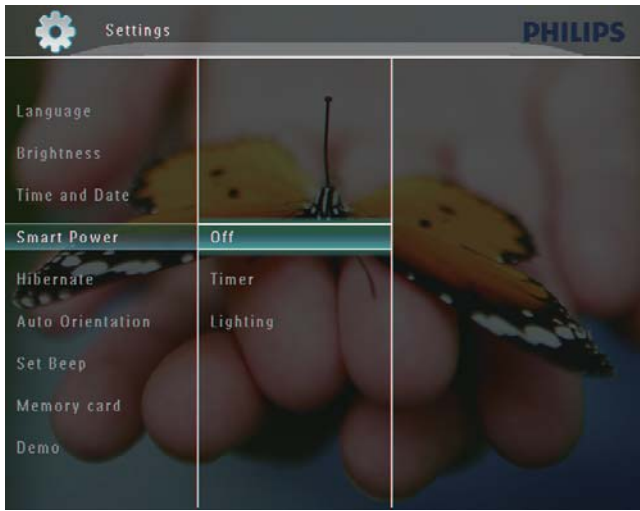 Settings
PHILIPS
Language
Brightness
Time and Date
Smart Power
Off
Hibernate
Timer
Auto Orientation
Lighting
Set Beep
Memory card
Demo